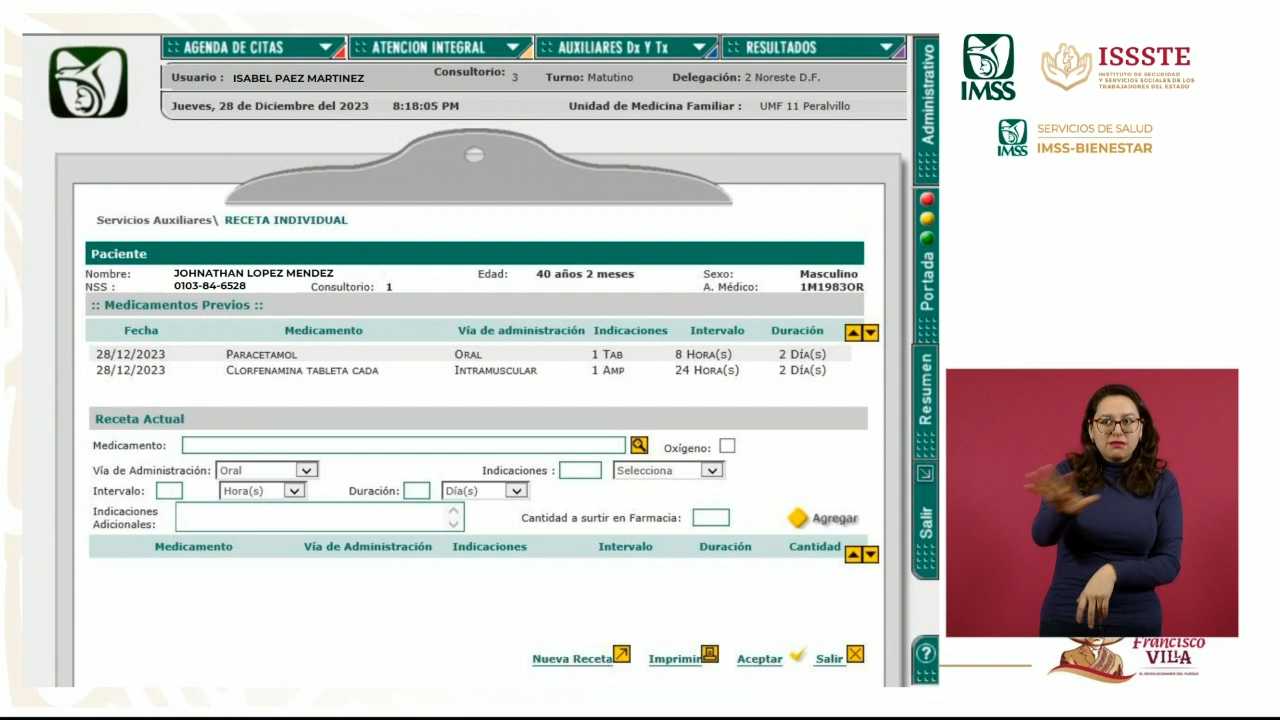 AGENDA DE CITAS ATENCION INTEGRAL AUXILIARES Dx Y Tx RESULTADOS
Usuario : ISABEL PAEZ MARTINEZ Consultorio: 3 Turno: Matutino Delegación: 2 Noreste D.F.
Jueves, 28 de Diciembre del 2023 8:18:05 PM Unidad de Medicina Familiar : UMF 11 Peralvillo
Servicios Auxiliares\ RECETA INDIVIDUAL
Paciente
Nombre: JOHNATHAN LOPEZ MENDEZ Edad: 40 años 2 meses Sexo: Masculino
NSS : 0103-84-6528 Consultorio: 1 A. Médico: 1M1983OR
:: Medicamentos Previos ::
Fecha Medicamento Vía de administración Indicaciones Intervalo Duración
28/12/2023 PARACETAMOL ORAL 1 TAB 8 HORA(S) 2 DÍA(S)
28/12/2023 CLORFENAMINA TABLETA CADA INTRAMUSCULAR 1 AMP 24 HORA(S) 2 DÍA(S)
Receta Actual
Medicamento: Oxígeno:
Vía de Administración: Oral Indicaciones : Selecciona
Intervalo: Hora(s) Duración: Día(s)
Indicaciones
Adicionales: Cantidad a surtir en Farmacia: Agregar
Medicamento Vía de Administración Indicaciones Intervalo Duración Cantidad
Nueva Receta Imprimir Aceptar Salir
Administrativo
Portada
Resumen
Salir
?
IMSS
ISSSTE
INSTITUTO DE SEGURIDAD
Y SERVICIOS SOCIALES DE LOS
TRABAJADORES DEL ESTADO
IMSS
SERVICIOS DE SALUD
IMSS-BIENESTAR
Francisco
VILLA
EL REVOLUCIONARIO DEL PUEBLO